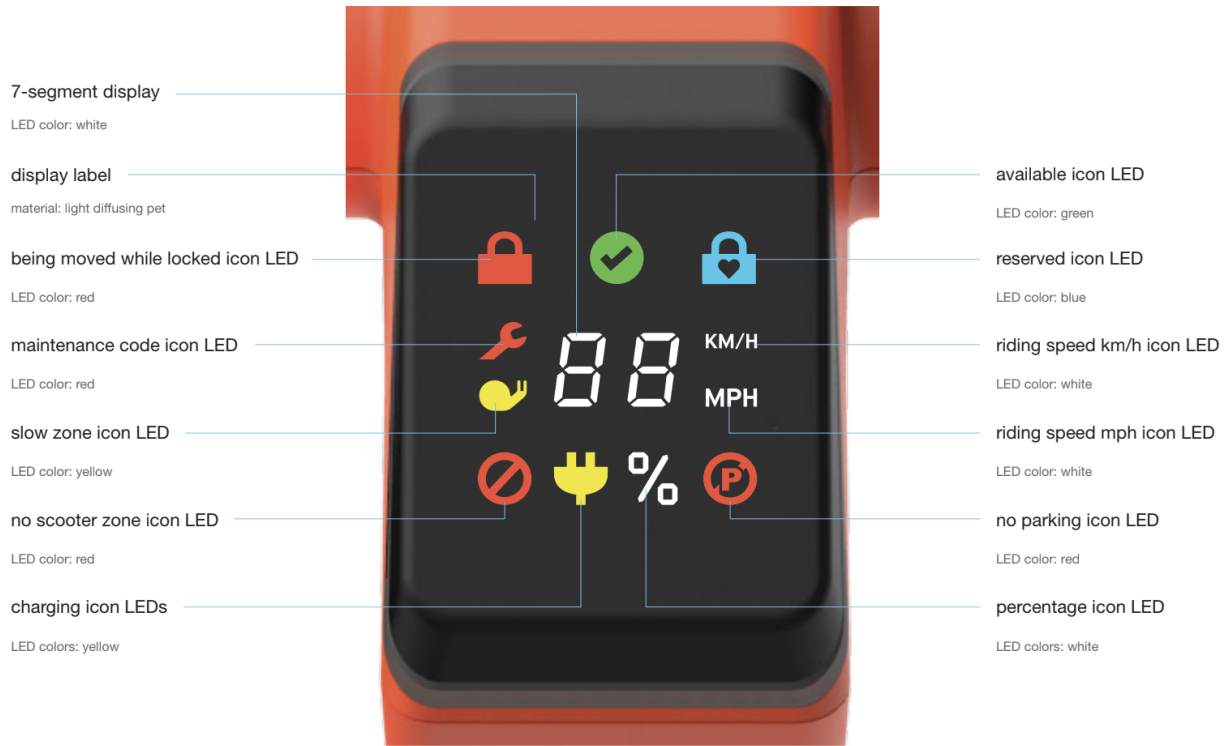 7-segment display
LED color: white
display label
material: light diffusing pet
being moved while locked icon LED
LED color: red
maintenance code icon LED
LED color: red
slow zone icon LED
LED color: yellow
no scooter zone icon LED
LED color: red
charging icon LEDs
LED colors: yellow
88
KM/H
MPH
%
P
available icon LED
LED color: green
reserved icon LED
LED color: blue
riding speed km/h icon LED
LED color: white
riding speed mph icon LED
LED color: white
no parking icon LED
LED color: red
percentage icon LED
LED colors: white